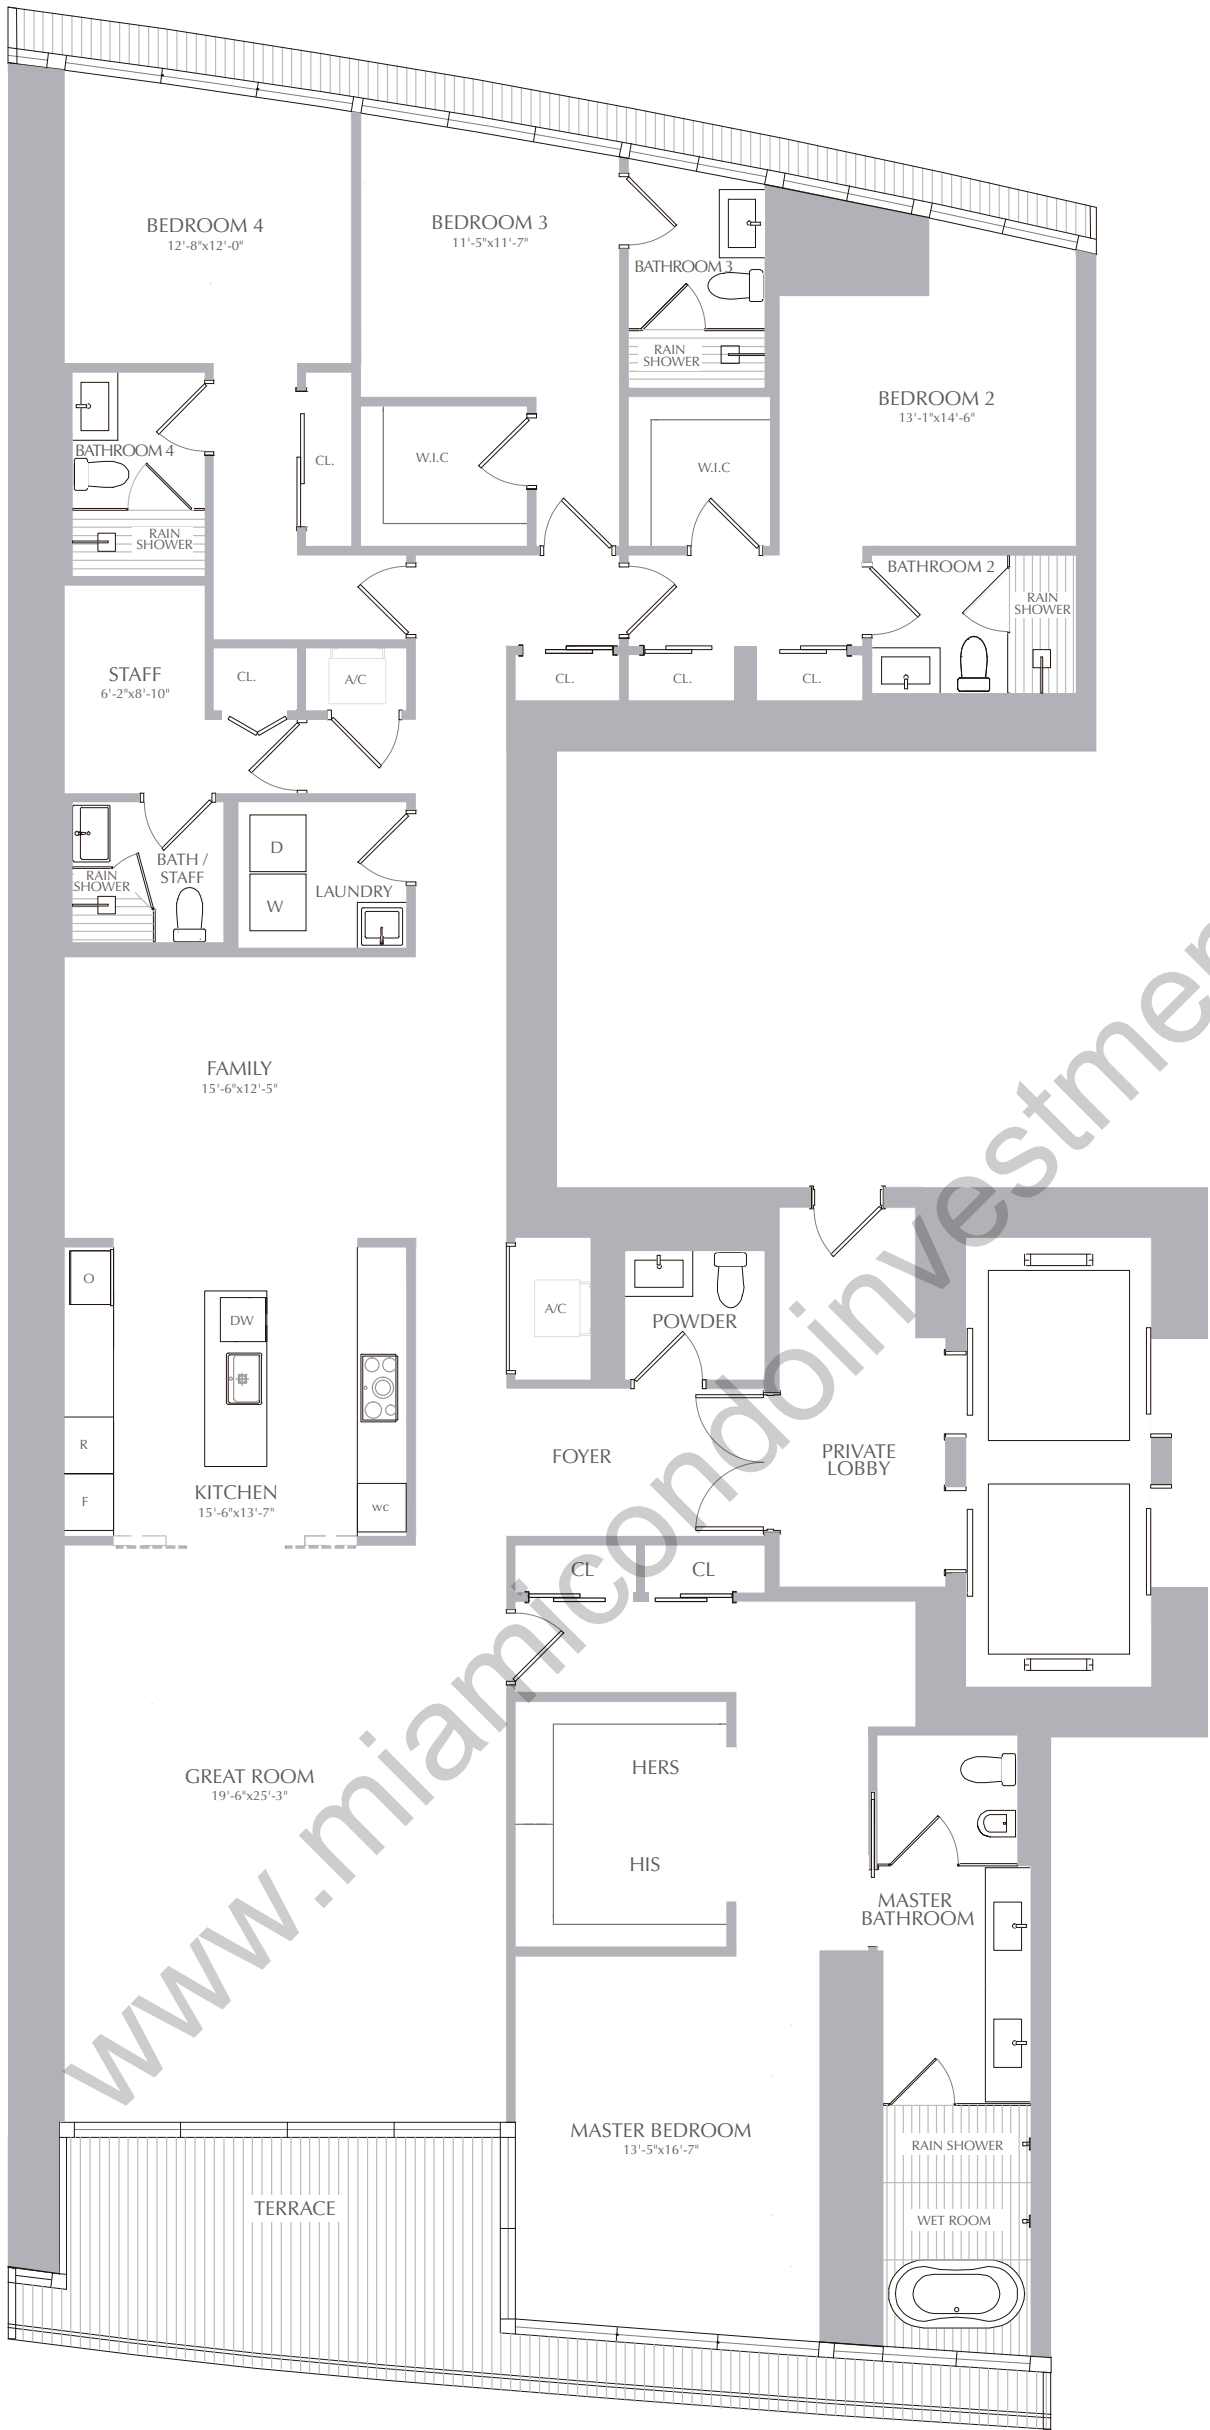 BEDROOM 4
12'-8"x12'-0"
BEDROOM 3
11'-5"x11'-7"
BATHROOM 3
RAIN
SHOWER
BEDROOM 2
13'-1"x14'-6"
BATHROOM 4
RAIN
SHOWER
CL.
W.I.C
W.I.C
BATHROOM 2
RAIN
SHOWER
STAFF
6'-2"x8'-10"
CL.
A/C
CL.
CL.
CL.
BATH /
STAFF
RAIN
SHOWER
D
W
LAUNDRY
FAMILY
15'-6"x12'-5"
O
DW
R
F
KITCHEN
15'-6"x13'-7"
WC
A/C
POWDER
FOYER
PRIVATE
LOBBY
CL
CL
GREAT ROOM
19'-6"x25'-3"
HERS
HIS
MASTER
BATHROOM
MASTER BEDROOM
13'-5"x16'-7"
RAIN SHOWER
WET ROOM
TERRACE
www.miamicondoinvestmen